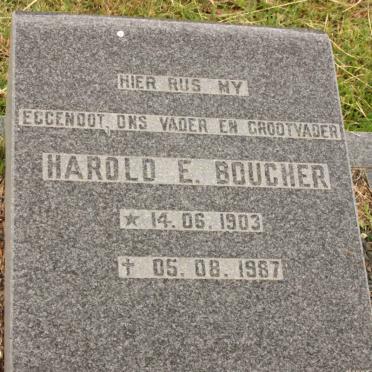 HIER RUS MY
EGGENOOT, ONS VADER EN GROOTVADER
HAROLD E. BOUCHER
* 14.06.1903
† 05.08.1987